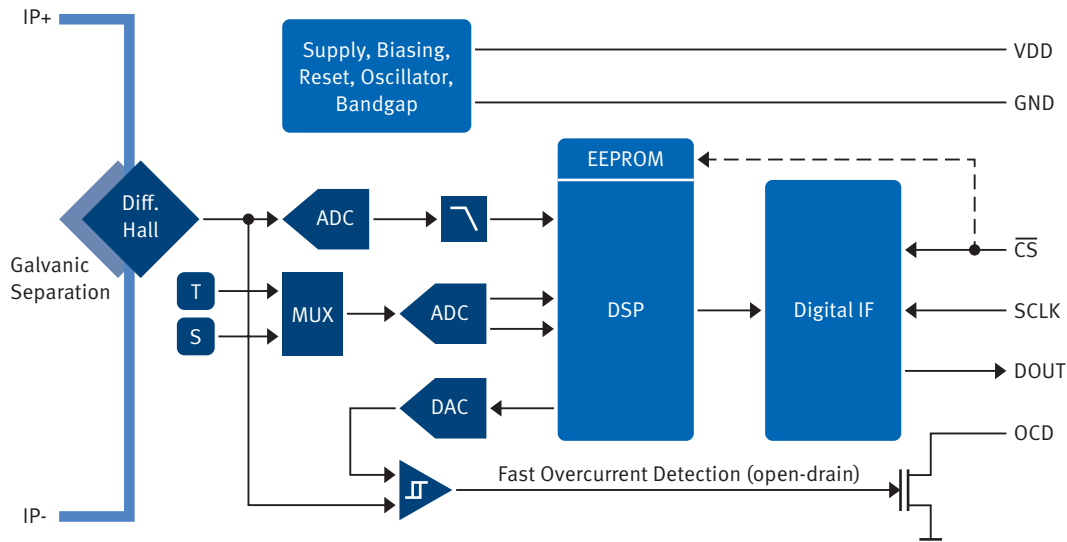 IP+
Supply, Biasing,
Reset, Oscillator,
Bandgap
VDD
GND
EEPROM
Diff.
Hall
ADC
CS
Galvanic
Separation
T
S
MUX
ADC
DSP
Digital IF
SCLK
DOUT
DAC
OCD
Fast Overcurrent Detection (open-drain)
IP-